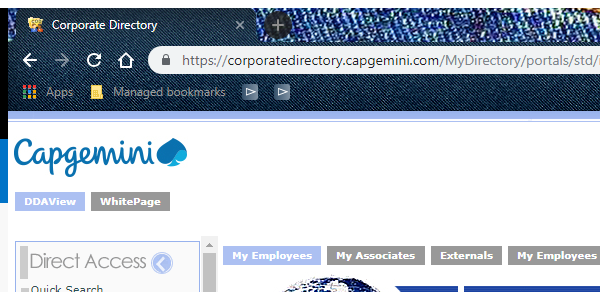 Corporate Directory
https://corporatedirectory.capgemini.com/MyDirectory/portals/std/
Apps Managed bookmarks
Capgemini
DDAView WhitePage
Direct Access
My Employees My Associates Externals My Employees
Quick Search